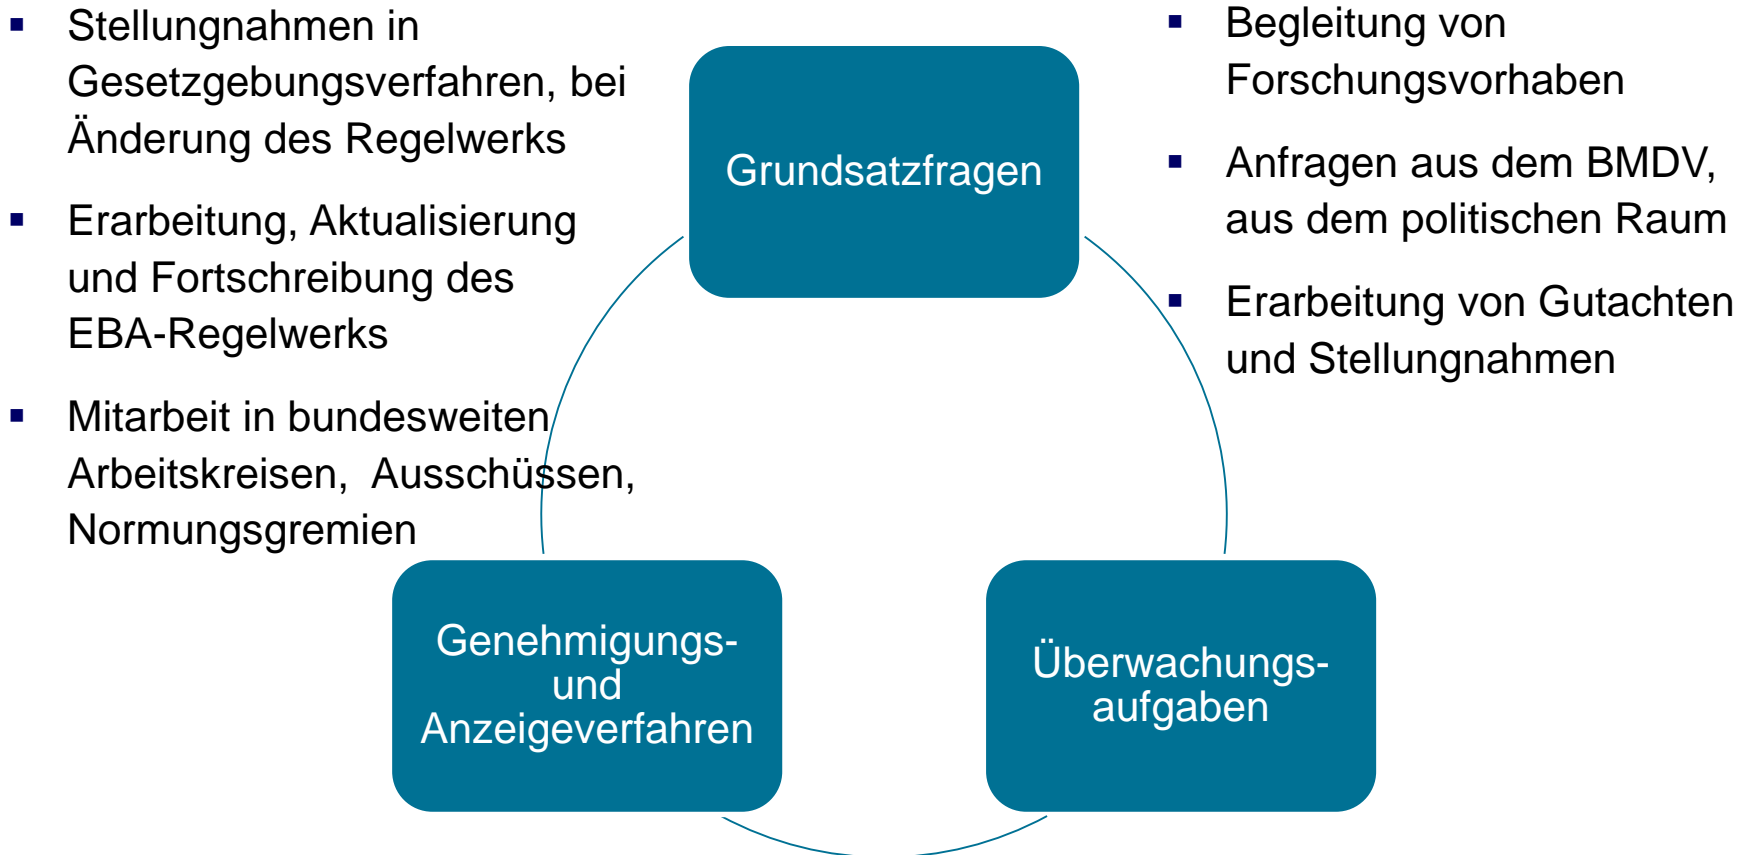 ▪ Stellungnahmen in
Gesetzgebungsverfahren, bei
Änderung des Regelwerks
▪ Erarbeitung, Aktualisierung
und Fortschreibung des
EBA-Regelwerks
▪ Mitarbeit in bundesweiten
Arbeitskreisen,  Ausschüssen,
Normungsgremien
Grundsatzfragen
▪ Begleitung von
Forschungsvorhaben
▪ Anfragen aus dem BMDV,
aus dem politischen Raum
▪ Erarbeitung von Gutachten
und Stellungnahmen
Genehmigungs-
und
Anzeigeverfahren
Überwachungs-
aufgaben